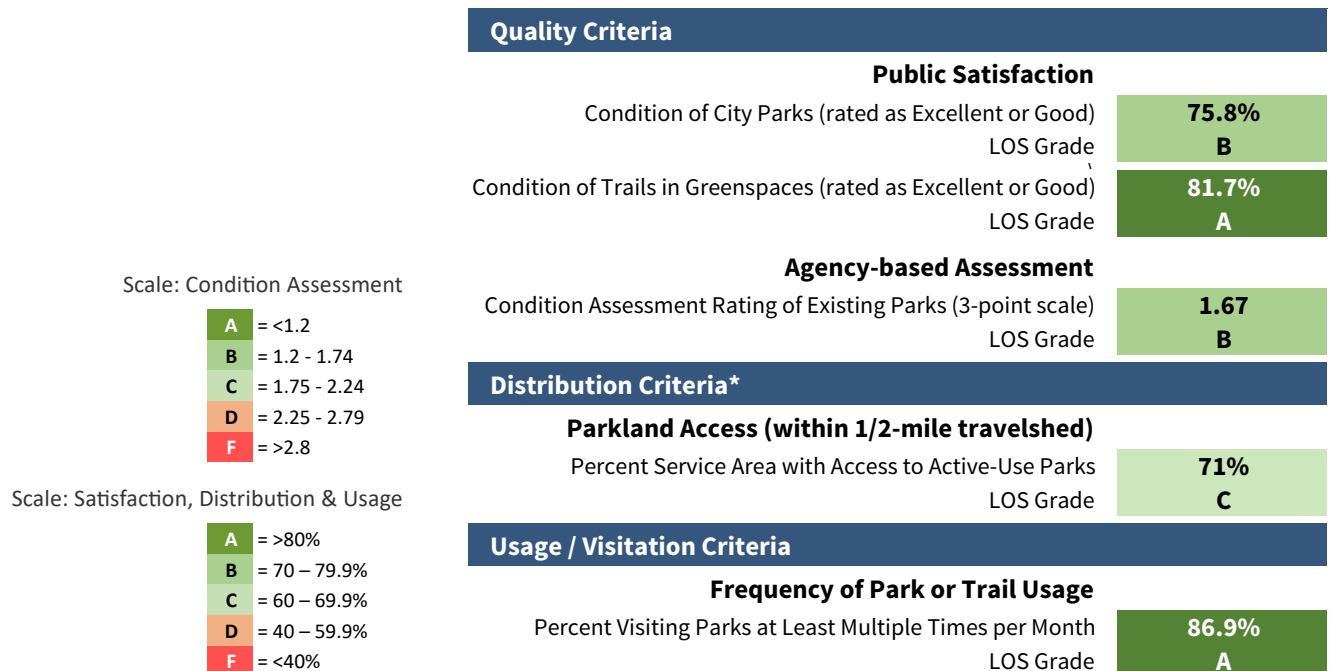 Quality Criteria
Public Satisfaction
Condition of City Parks (rated as Excellent or Good) 75.8%
LOS Grade B
\
Condition of Trails in Greenspaces (rated as Excellent or Good) 81.7%
LOS Grade A
Agency-based Assessment
Condition Assessment Rating of Existing Parks (3-point scale) 1.67
LOS Grade B
Scale: Condition Assessment
A = <1.2
B = 1.2 - 1.74
C = 1.75 - 2.24
D = 2.25 - 2.79
F = >2.8
Distribution Criteria*
Parkland Access (within 1/2-mile travelshed)
Percent Service Area with Access to Active-Use Parks 71%
LOS Grade C
Scale: Satisfaction, Distribution & Usage
A = >80%
B = 70 – 79.9%
C = 60 – 69.9%
D = 40 – 59.9%
F = <40%
Usage / Visitation Criteria
Frequency of Park or Trail Usage
Percent Visiting Parks at Least Multiple Times per Month 86.9%
LOS Grade A